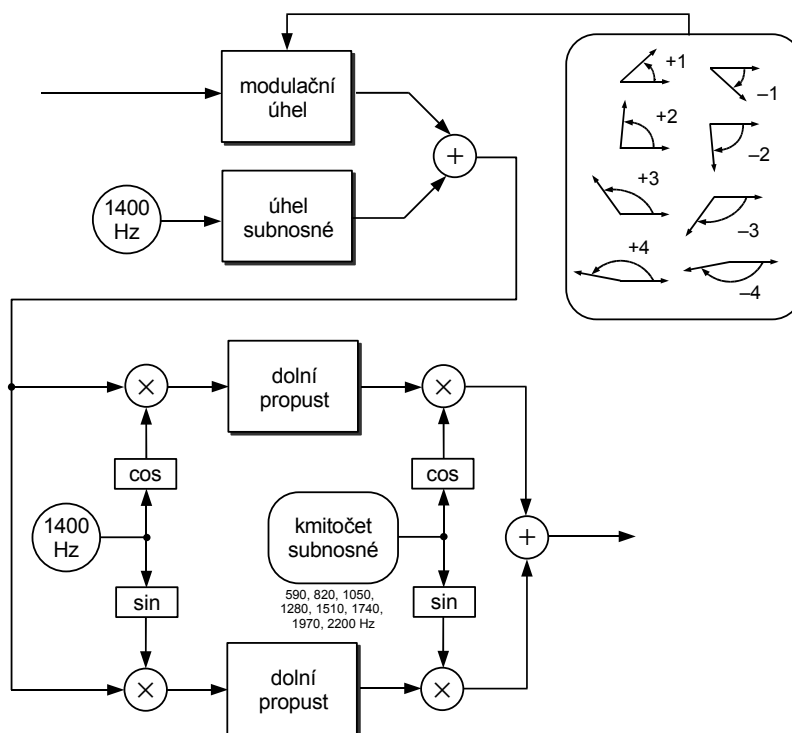 modulační
úhel
+1
–1
+2
–2
+3
–3
+4
–4
+
1400
Hz
úhel
subnosné
×
dolní
propust
×
cos
cos
1400
Hz
kmitočet
subnosné
+
sin
590, 820, 1050,
1280, 1510, 1740,
1970, 2200 Hz
sin
×
dolní
propust
×